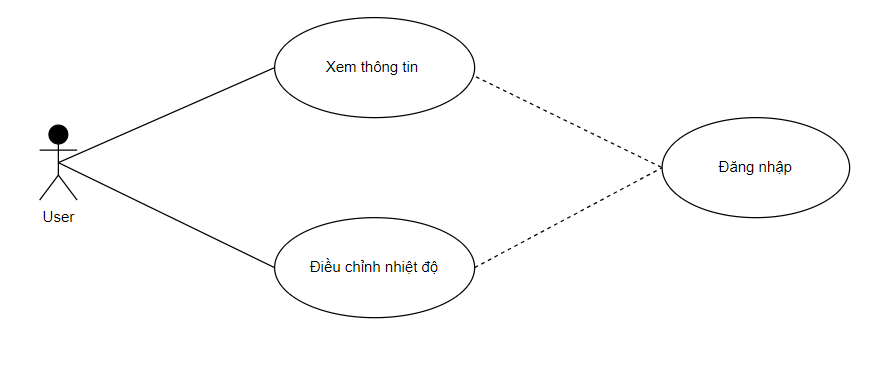 Xem thông tin
Đăng nhập
User
Điều chỉnh nhiệt độ